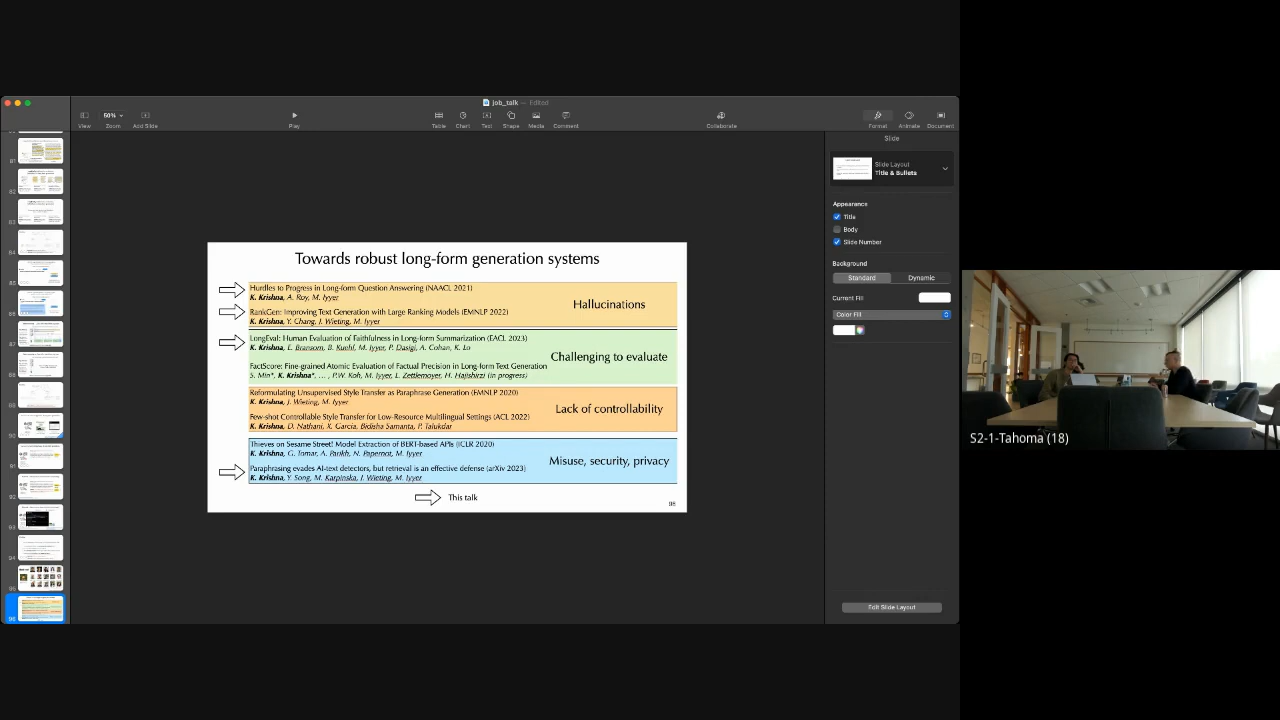 job_talk — Edited
50%
View
Zoom
Add Slide
Play
Table
Chart
Text
Shape
Media
Comment
Collaborate
Format
Animate
Document
Slide
Slide Layout
Title & Bullets
Appearance
Title
Body
Slide Number
Background
Standard
Dynamic
Current Fill
Color Fill
Edit Slide Layout
Towards robust long-form generation systems
Hurdles to Progress in Long-form Question Answering (NAACL 2021)
K. Krishna, A. Roy, M. Iyyer
Hallucinations
RankGen: Improving Text Generation with Large Ranking Models (EMNLP 2022)
K. Krishna, Y. Chang, J. Wieting, M. Iyyer
LongEval: Human Evaluation of Faithfulness in Long-form Summarization (EACL 2023)
K. Krishna, E. Bransom, B. Kuehl, M. Iyyer, P. Dasigi, A. Cohan, K. Lo
Challenging to evaluate
FactScore: Fine-grained Atomic Evaluation of Factual Precision in Long-form Text Generation
S. Min*, K. Krishna*, ... , P.W. Koh, M. Iyyer, L. Zettlemoyer, H. Hajishirzi (in progress)
Reformulating Unsupervised Style Transfer as Paraphrase Generation (EMNLP 2020)
K. Krishna, J. Wieting, M. Iyyer
Lack of controllability
Few-shot Controllable Style Transfer for Low-Resource Multilingual Settings (ACL 2022)
K. Krishna, D. Nathani, X. Garcia, Bidisha Samanta, P. Talukdar
Thieves on Sesame Street! Model Extraction of BERT-based APIs (ICLR 2020)
K. Krishna, G. Tomar, A. Parikh, N. Papernot, M. Iyyer
Misuse, security, privacy
Paraphrasing evades AI-text detectors, but retrieval is an effective defense (arXiv 2023)
K. Krishna, Y. Song, M. Karpinska, J. Wieting, M. Iyyer
This talk
S2-1-Tahoma (18)